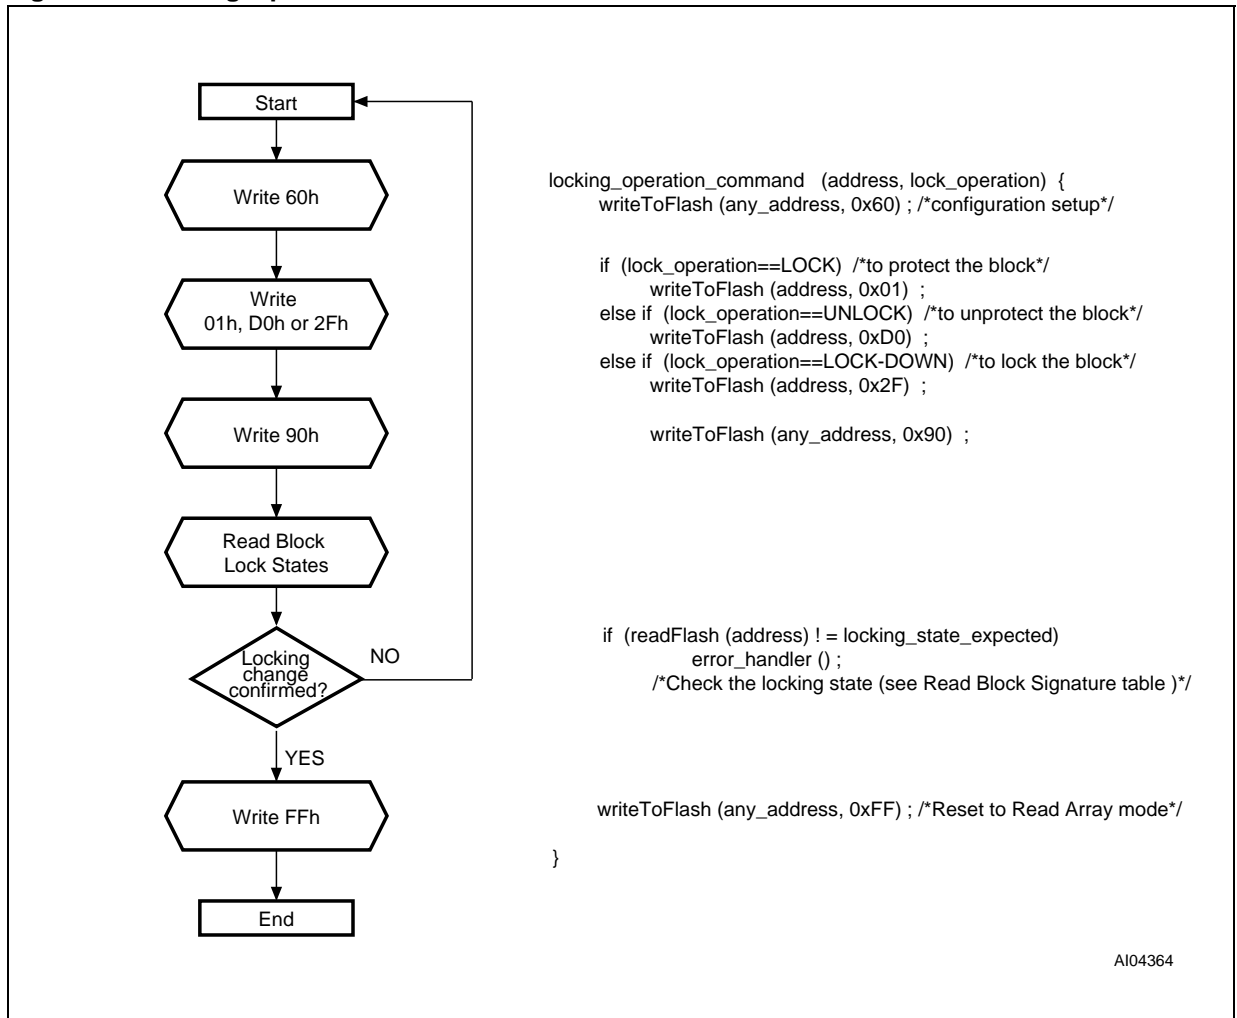 Start
Write 60h
Write
01h, D0h or 2Fh
Write 90h
Read Block
Lock States
Locking
change
confirmed?
NO
YES
Write FFh
End
locking_operation_command (address, lock_operation) {
writeToFlash (any_address, 0x60) ; /*configuration setup*/
if (lock_operation==LOCK) /*to protect the block*/
writeToFlash (address, 0x01) ;
else if (lock_operation==UNLOCK) /*to unprotect the block*/
writeToFlash (address, 0xD0) ;
else if (lock_operation==LOCK-DOWN) /*to lock the block*/
writeToFlash (address, 0x2F) ;
writeToFlash (any_address, 0x90) ;
if (readFlash (address) ! = locking_state_expected)
error_handler () ;
/*Check the locking state (see Read Block Signature table )*/
writeToFlash (any_address, 0xFF) ; /*Reset to Read Array mode*/
}
AI04364